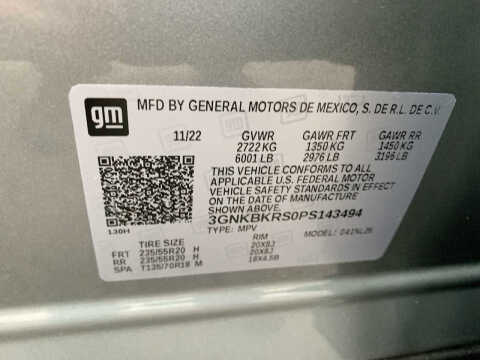 gm
MFD BY GENERAL MOTORS DE MEXICO, S. DE R.L. DE C.V.
11/22 GVWR GAWR FRT GAWR RR
2722 KG 1350 KG 1450 KG
6001 LB 2976 LB 3196 LB
THIS VEHICLE CONFORMS TO ALL
APPLICABLE U.S. FEDERAL MOTOR
VEHICLE SAFETY STANDARDS IN EFFECT
ON THE DATE OF MANUFACTURE SHOWN ABOVE.
3GNKBKRS0PS143494
TYPE: MPV MODEL:
TIRE SIZE RIM
FRT 235/55R20 H 20X8J
RR 235/55R20 H 20X8J
SPA T135/70R18 M 18X4.5B